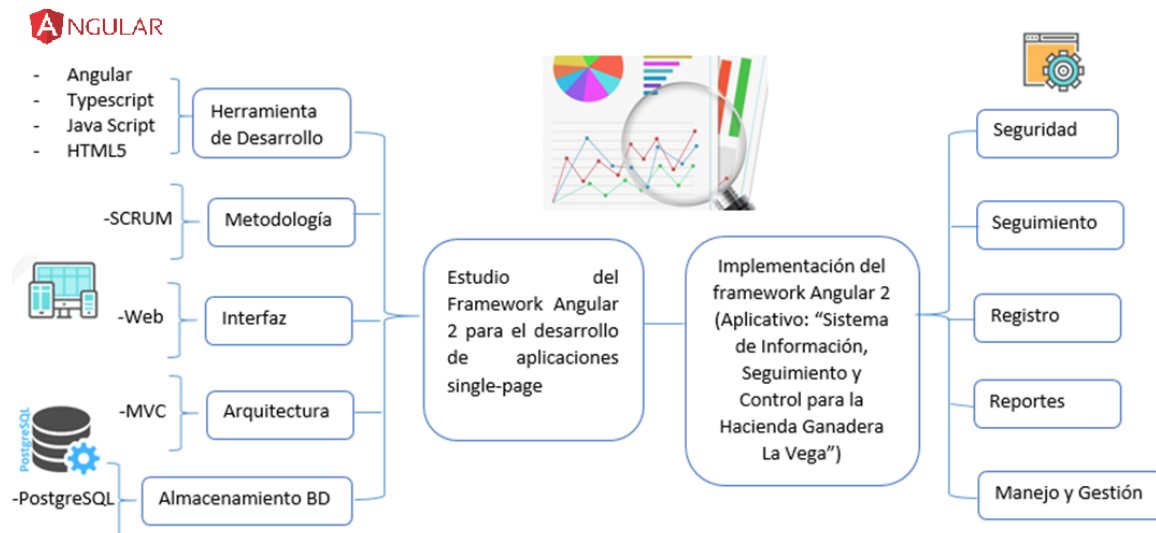 ANGULAR
- Angular
- Typescript
- Java Script
- HTML5
Herramienta
de Desarrollo
-SCRUM
Metodología
-Web
Interfaz
-MVC
Arquitectura
PostgreSQL
-PostgreSQL
Almacenamiento BD
Estudio del
Framework Angular
2 para el desarrollo
de aplicaciones
single-page
Implementación del
framework Angular 2
(Aplicativo: “Sistema
de Información,
Seguimiento y
Control para la
Hacienda Ganadera
La Vega”)
Seguridad
Seguimiento
Registro
Reportes
Manejo y Gestión